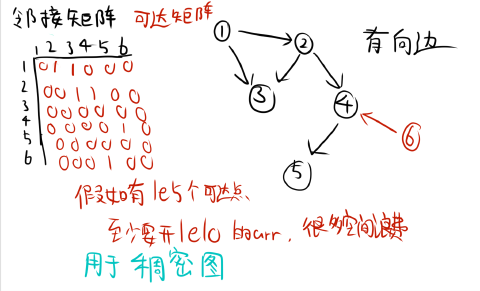 邻接矩阵 可达矩阵
1 2 3 4 5 6
1 0 1 1 0 0 0
2 0 0 1 1 0 0
3 0 0 0 0 0 0
4 0 0 0 0 1 0
5 0 0 0 0 0 0
6 0 0 0 1 0 0
1 2 有向边
3 4 6
5
假如有1e5个可达点、
至少要开1e10的arr，很多空间浪费
用于稠密图